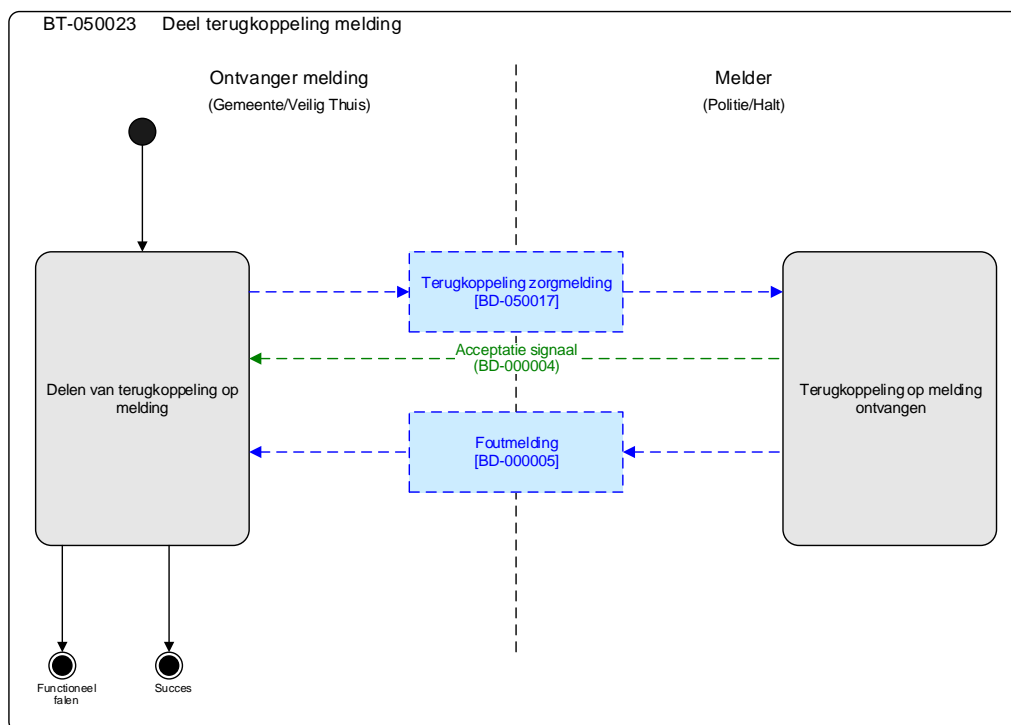 BT-050023 Deel terugkoppeling melding
Ontvanger melding
(Gemeente/Veilig Thuis)
Melder
(Politie/Halt)
Terugkoppeling zorgmelding
[BD-050017]
Acceptatie signaal
(BD-000004)
Delen van terugkoppeling op
melding
Terugkoppeling op melding
ontvangen
Foutmelding
[BD-000005]
Functioneel
falen
Succes